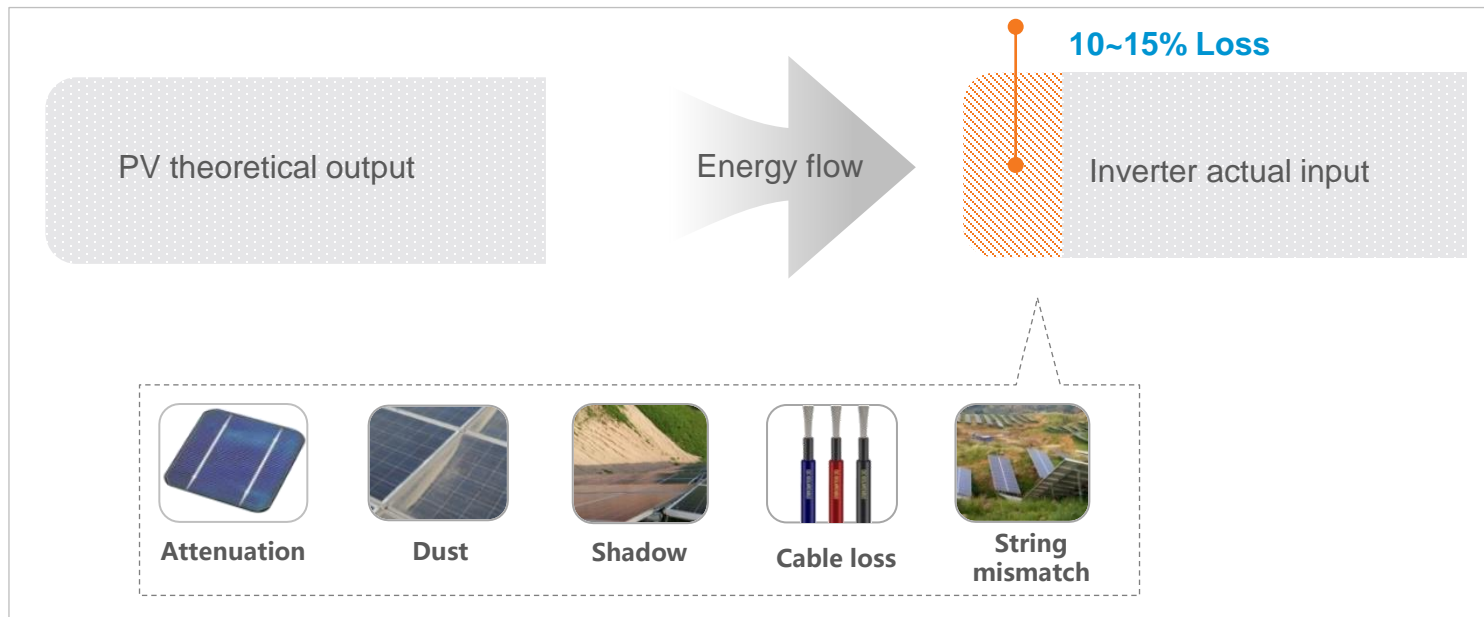 10~15% Loss
PV theoretical output
Energy flow
Inverter actual input
Attenuation
Dust
Shadow
Cable loss
String
mismatch